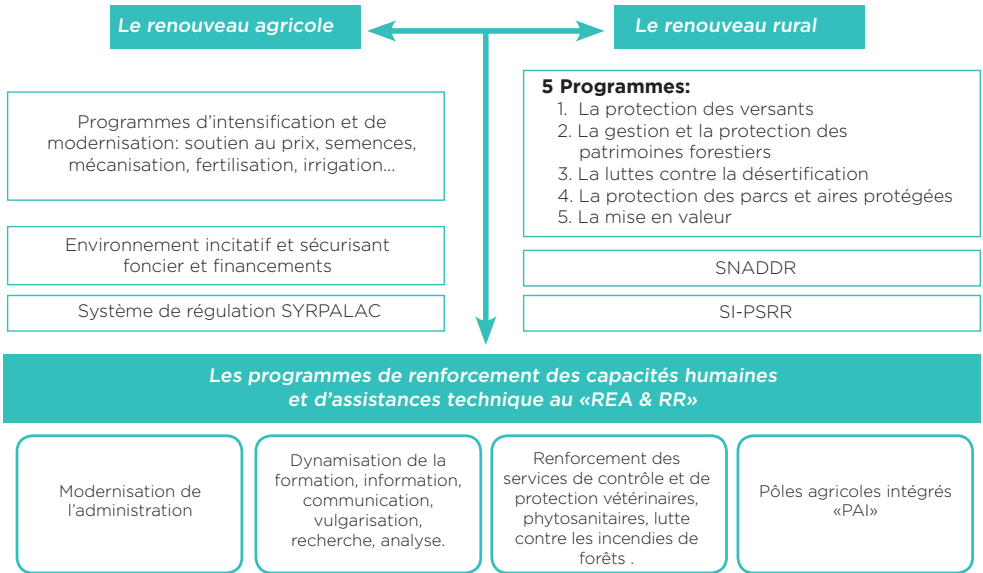 Le renouveau agricole
Le renouveau rural
Programmes d'intensification et de
modernisation: soutien au prix, semences,
mécanisation, fertilisation, irrigation...
Environnement incitatif et sécurisant
foncier et financements
Système de régulation SYRPALAC
5 Programmes:
1. La protection des versants
2. La gestion et la protection des
patrimoines forestiers
3. La luttes contre la désertification
4. La protection des parcs et aires protégées
5. La mise en valeur
SNADDR
SI-PSRR
Les programmes de renforcement des capacités humaines
et d'assistances technique au «REA & RR»
Modernisation de
l'administration
Dynamisation de la
formation, information,
communication,
vulgarisation,
recherche, analyse.
Renforcement des
services de contrôle et de
protection vétérinaires,
phytosanitaires, lutte
contre les incendies de
forêts .
Pôles agricoles intégrés
«PAI»